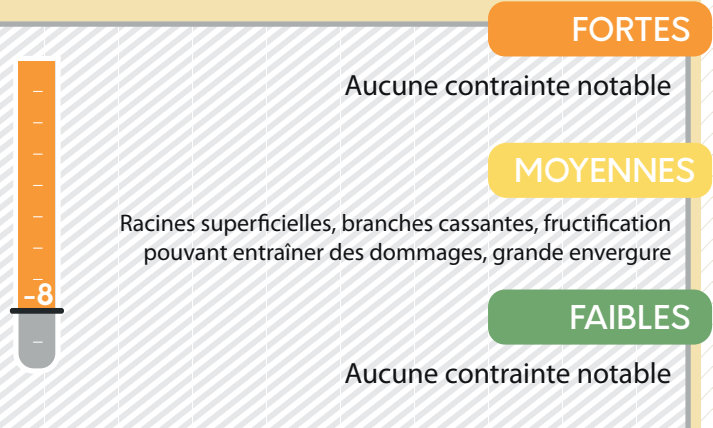 FORTES
Aucune contrainte notable
MOYENNES
Racines superficielles, branches cassantes, fructification
pouvant entraîner des dommages, grande envergure
-8
FAIBLES
Aucune contrainte notable